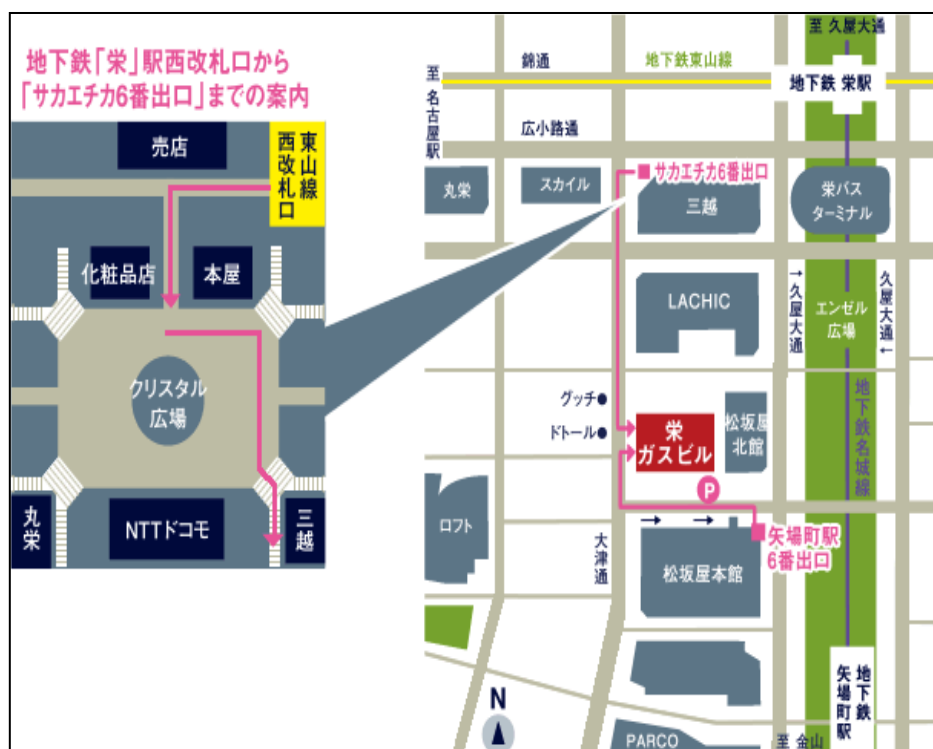 地下鉄「栄」駅西改札口から
「サカエチカ6番出口」までの案内
売店
東山線
西改札口
化粧品店
本屋
クリスタル
広場
丸栄
NTTドコモ
三越
至 久屋大通
錦通
地下鉄東山線
地下鉄 栄駅
至 名古屋駅
広小路通
サカエチカ6番出口
丸栄
スカイル
三越
栄バス
ターミナル
LACHIC
→久屋大通
エンゼル
広場
久屋大通←
グッチ
ドトール
栄
ガスビル
松坂屋
北館
地下鉄名城線
P
ロフト
大津通
→ →
矢場町駅
6番出口
松坂屋本館
地下鉄
矢場町駅
N
PARCO
至 金山